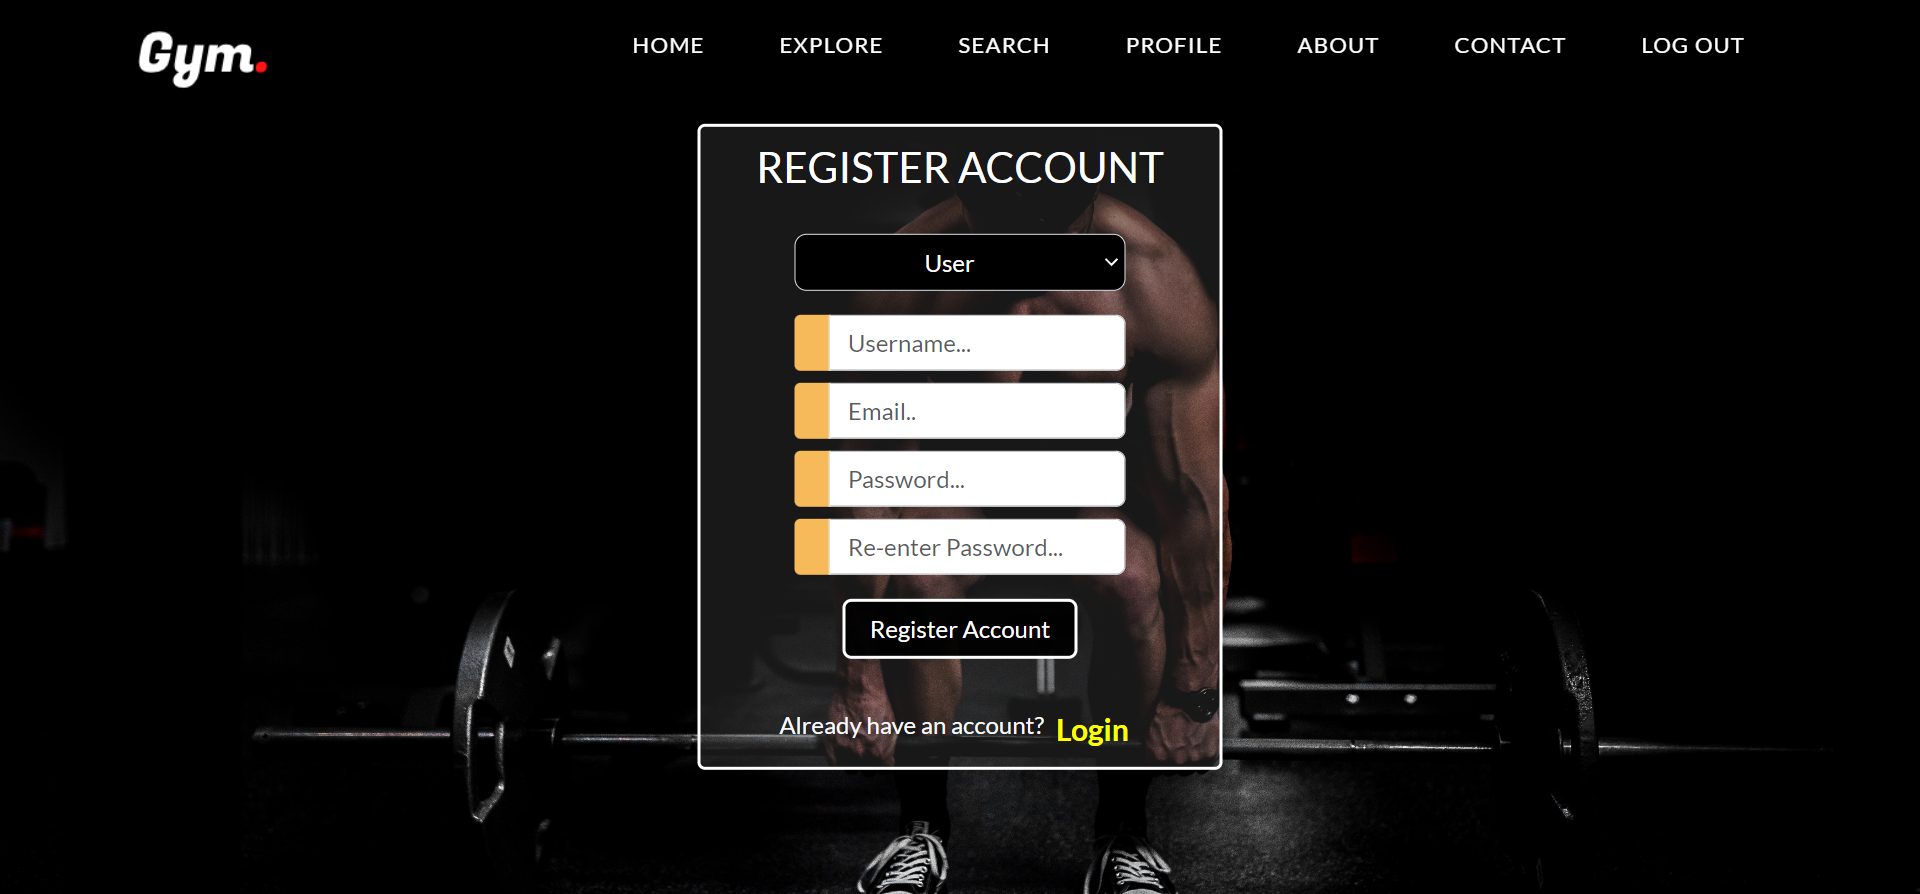 Gym.
HOME EXPLORE SEARCH PROFILE ABOUT CONTACT LOG OUT
REGISTER ACCOUNT
User
Username...
Email..
Password...
Re-enter Password...
Register Account
Already have an account? Login